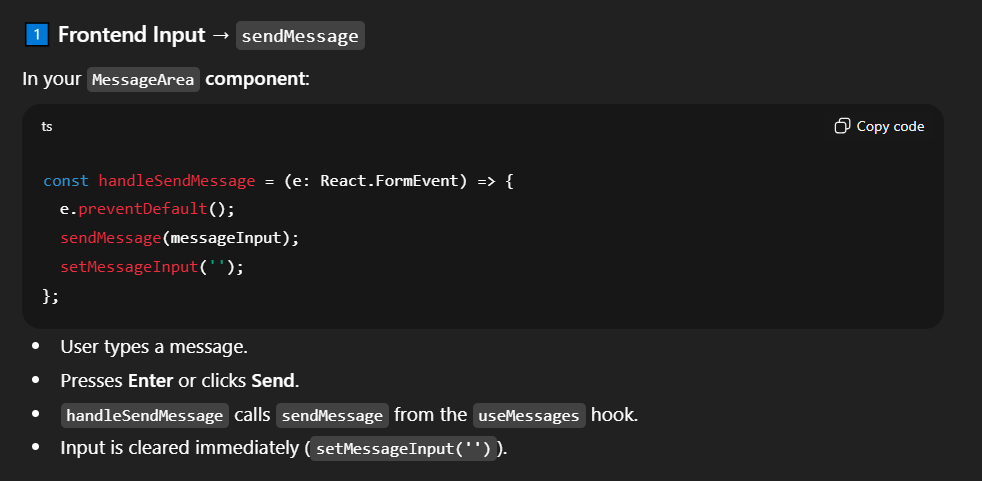 1 Frontend Input → sendMessage
In your MessageArea component:
ts Copy code
const handleSendMessage = (e: React.FormEvent) => {
  e.preventDefault();
  sendMessage(messageInput);
  setMessageInput('');
};
• User types a message.
• Presses Enter or clicks Send.
• handleSendMessage calls sendMessage from the useMessages hook.
• Input is cleared immediately (setMessageInput('')).